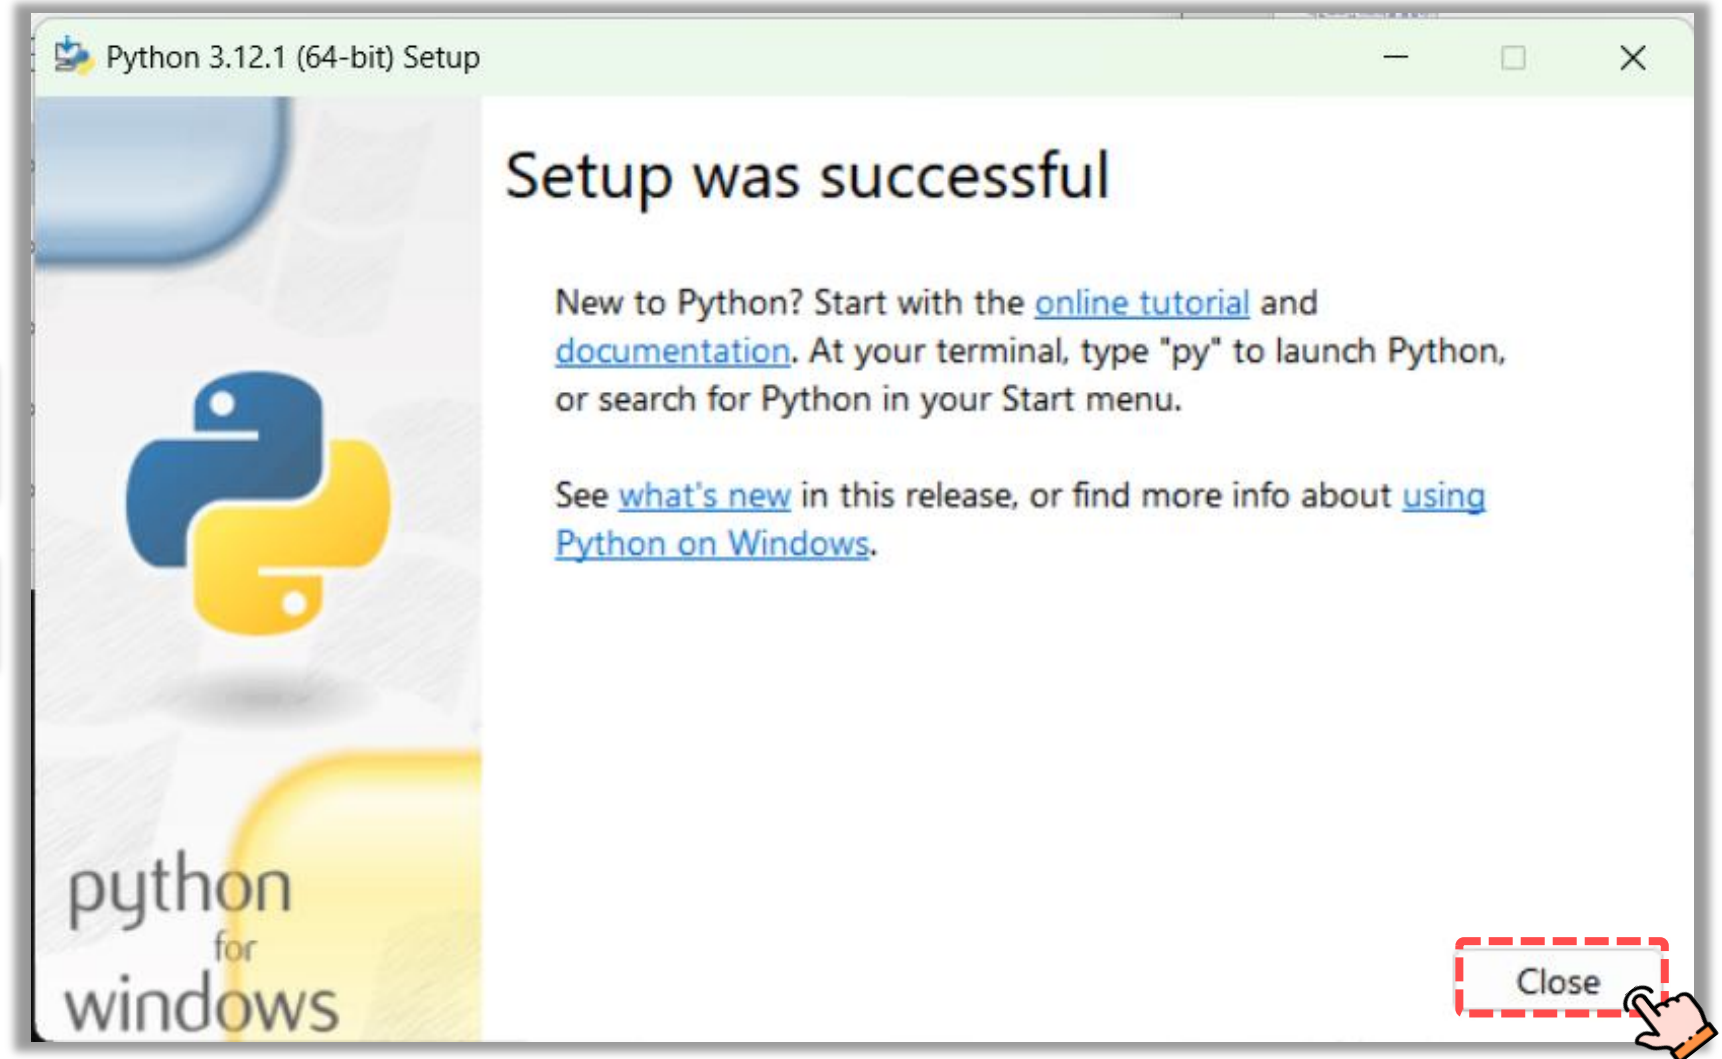 Python 3.12.1 (64-bit) Setup
Setup was successful
New to Python? Start with the online tutorial and
documentation. At your terminal, type "py" to launch Python,
or search for Python in your Start menu.
See what's new in this release, or find more info about using
Python on Windows.
python
for
windows
Close